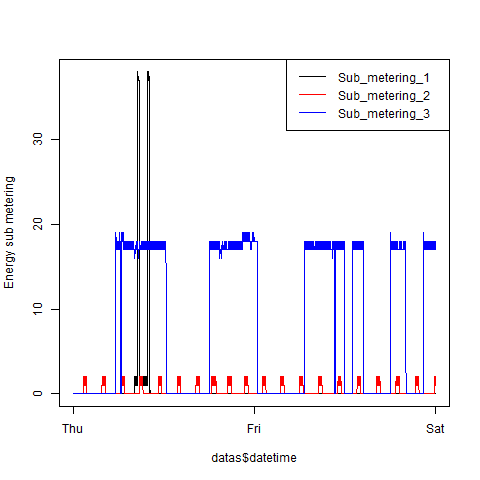 Sub_metering_1
Sub_metering_2
Sub_metering_3
Energy sub metering
30
20
10
0
Thu Fri Sat
datas$datetime